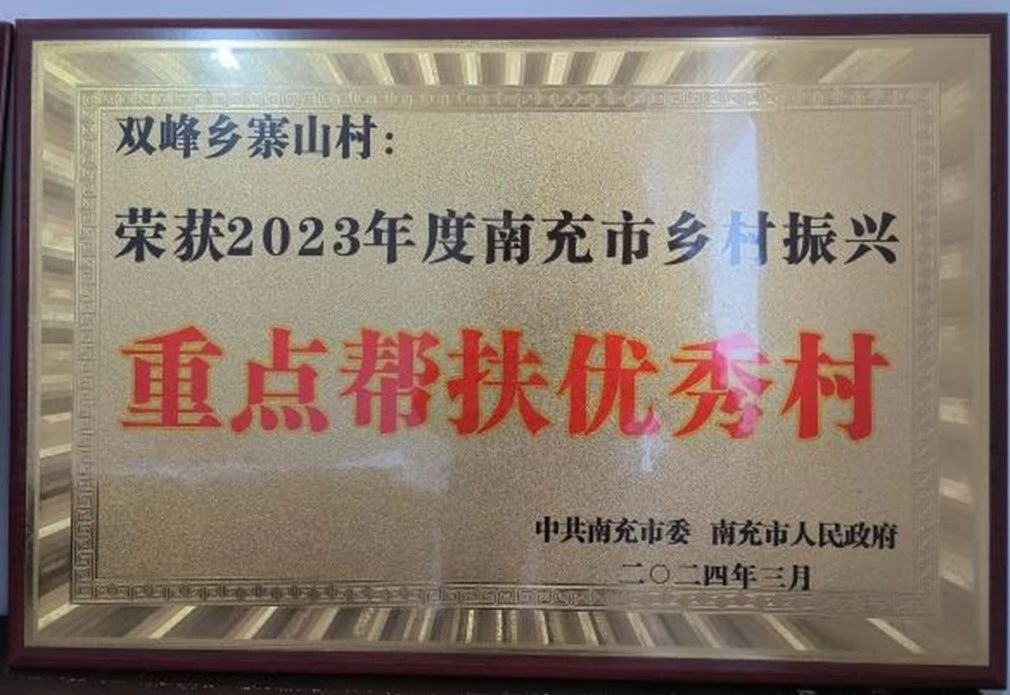 双峰乡寨山村：
荣获2023年度南充市乡村振兴
重点帮扶优秀村
中共南充市委 南充市人民政府
二〇二四年三月